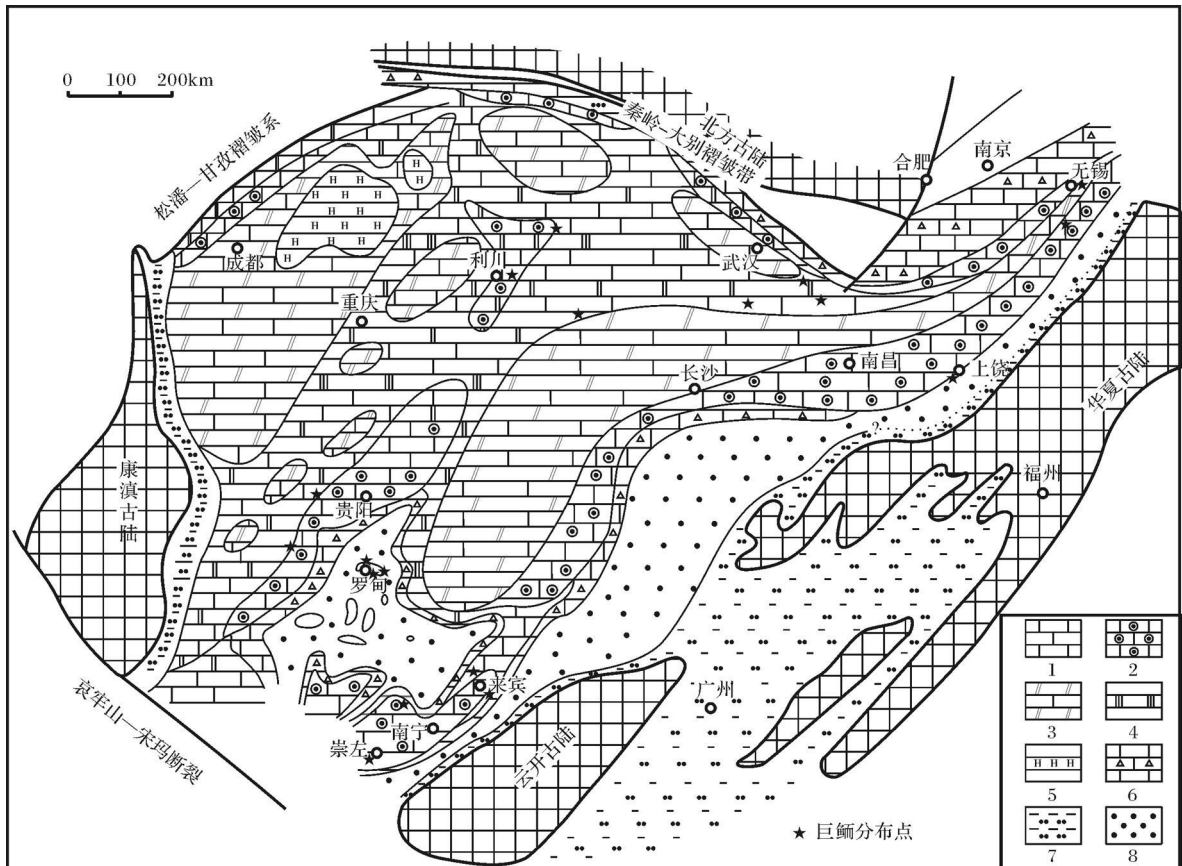 0 100 200km
松潘—甘孜褶皱系
秦岭-大别褶皱带
北方古陆
合肥
南京
无锡
成都
利川
武汉
重庆
长沙
南昌
上饶
华夏古陆
康滇古陆
贵阳
福州
罗甸
来宾
广州
南宁
崇左
云开古陆
哀牢山—宋玛断裂
?
H H H
H H H H
H H H
H H
H
H
★ 巨鲕分布点
1 2
3 4
H H H
5 6
7 8